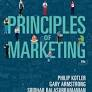 PRINCIPLES
OF
MARKETING
PHILIP KOTLER
GARY ARMSTRONG
SRIDHAR BALASUBRAMANIAN